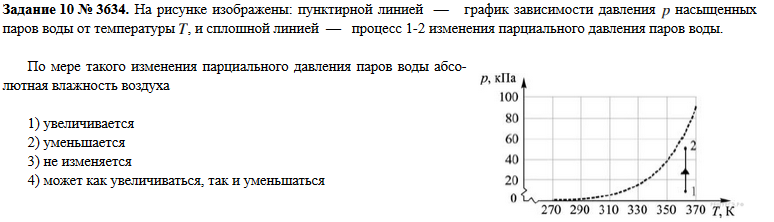 Задание 10 № 3634. На рисунке изображены: пунктирной линией — график зависимости давления p насыщенных
паров воды от температуры T, и сплошной линией — процесс 1-2 изменения парциального давления паров воды.
По мере такого изменения парциального давления паров воды абсо-
лютная влажность воздуха
1) увеличивается
2) уменьшается
3) не изменяется
4) может как увеличиваться, так и уменьшаться
p, кПа
100
80
60
2
40
20
1
0
270 290 310 330 350 370 T, К